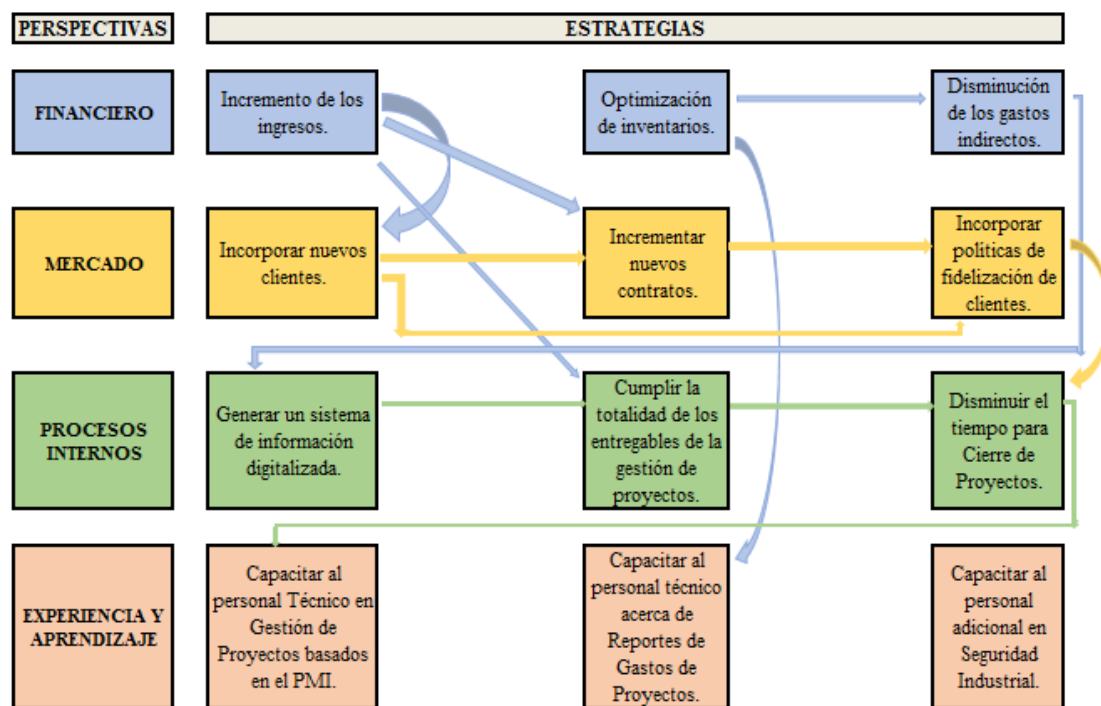 PERSPECTIVAS
ESTRATEGIAS
FINANCIERO
Incremento de los
ingresos.
Optimización
de inventarios.
Disminución
de los gastos
indirectos.
MERCADO
Incorporar nuevos
clientes.
Incrementar
nuevos
contratos.
Incorporar
políticas de
fidelización de
clientes.
PROCESOS
INTERNOS
Generar un sistema
de información
digitalizada.
Cumplir la
totalidad de los
entregables de la
gestión de
proyectos.
Disminuir el
tiempo para
Cierre de
Proyectos.
EXPERIENCIA Y
APRENDIZAJE
Capacitar al
personal Técnico en
Gestión de
Proyectos basados
en el PMI.
Capacitar al
personal técnico
acerca de
Reportes de
Gastos de
Proyectos.
Capacitar al
personal
adicional en
Seguridad
Industrial.